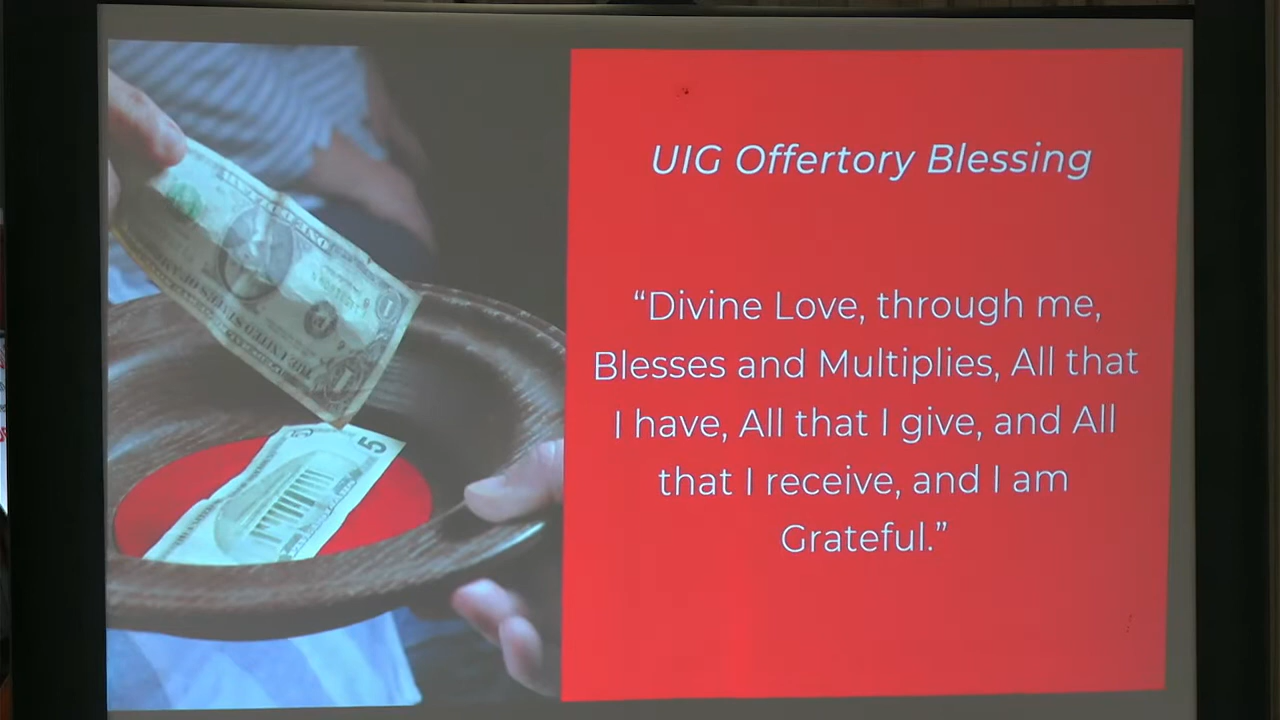 UIG Offertory Blessing
“Divine Love, through me,
Blesses and Multiplies, All that
I have, All that I give, and All
that I receive, and I am
Grateful.”
5